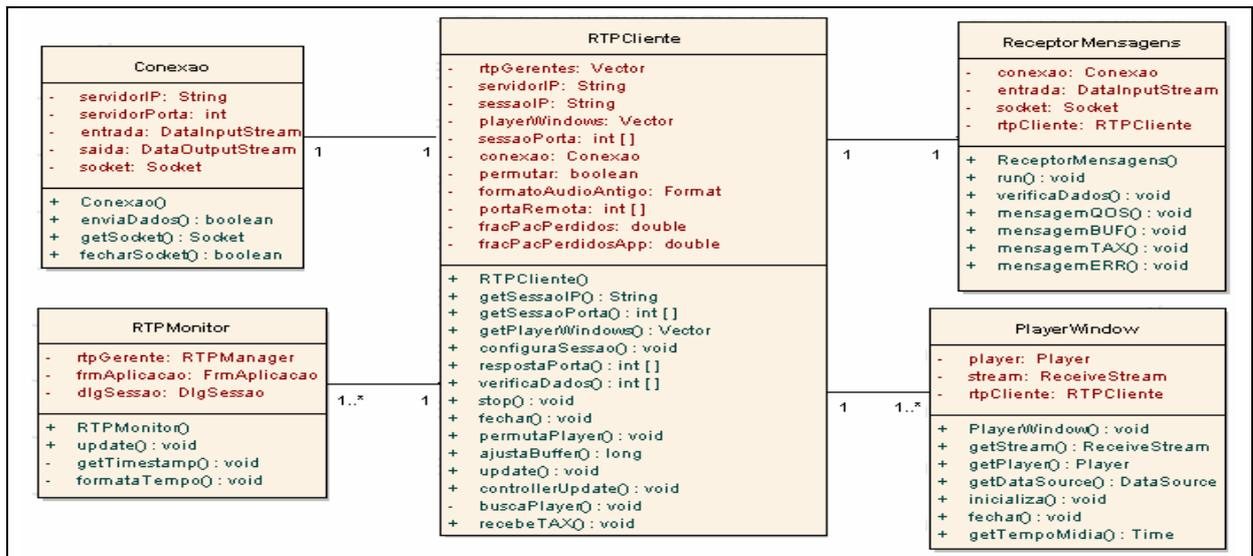 Conexao
- servidorIP: String
- servidorPorta: int
- entrada: DataInputStream
- saida: DataOutputStream
- socket: Socket
+ Conexao()
+ enviaDados() : boolean
+ getSocket() : Socket
+ fecharSocket() : boolean
1
1
RTPCliente
- rtpGerentes: Vector
- servidorIP: String
- sessaoIP: String
- playerWindows: Vector
- sessaoPorta: int []
- conexao: Conexao
- permutar: boolean
- formatoAudioAntigo: Format
- portaRemota: int []
- fracPacPerdidos: double
- fracPacPerdidosApp: double
+ RTPCliente()
+ getSessaoIP() : String
+ getSessaoPorta() : int []
+ getPlayerWindows() : Vector
+ configuraSessao() : void
+ respostaPorta() : int []
+ verificaDados() : int []
+ stop() : void
+ fechar() : void
+ permutaPlayer() : void
+ ajustaBuffer() : long
+ update() : void
+ controllerUpdate() : void
- buscaPlayer() : void
+ recebeTAX() : void
1
1
ReceptorMensagens
- conexao: Conexao
- entrada: DataInputStream
- socket: Socket
- rtpCliente: RTPCliente
+ ReceptorMensagens()
+ run() : void
+ verificaDados() : void
+ mensagemQOS() : void
+ mensagemBUF() : void
+ mensagemTAX() : void
+ mensagemERR() : void
RTPMonitor
- rtpGerente: RTPManager
- frmAplicacao: FrmAplicacao
- dlgSessao: DlgSessao
+ RTPMonitor()
+ update() : void
- getTimestamp() : void
- formataTempo() : void
1..*
1
1
1..*
PlayerWindow
- player: Player
- stream: ReceiveStream
- rtpCliente: RTPCliente
+ PlayerWindow() : void
+ getStream() : ReceiveStream
+ getPlayer() : Player
+ getDataSource() : DataSource
+ inicializa() : void
+ fechar() : void
+ getTempoMidia() : Time